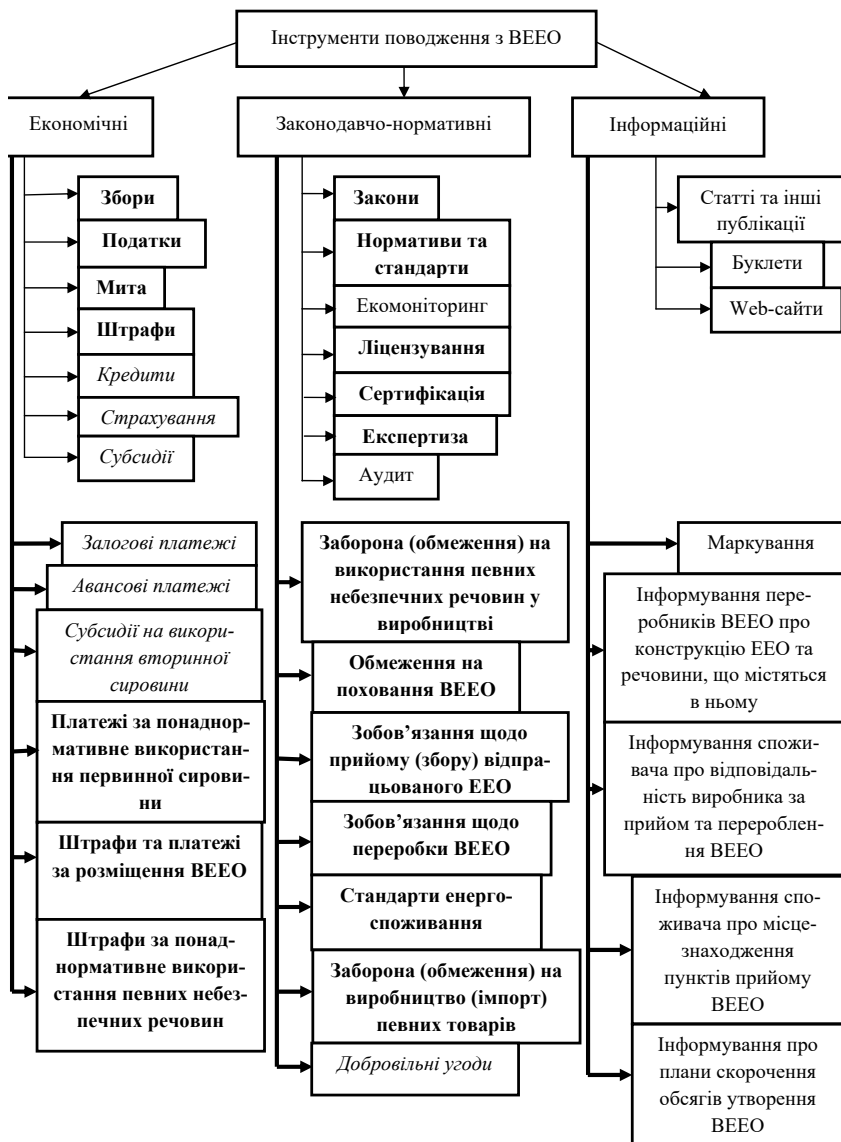 Інструменти поводження з ВЕЕО
Економічні
Законодавчо-нормативні
Інформаційні
Збори
Податки
Мита
Штрафи
Кредити
Страхування
Субсидії
Залогові платежі
Авансові платежі
Субсидії на викори-
стання вторинної
сировини
Платежі за понаднор-
мативне використан-
ня первинної сирови-
ни
Штрафи та платежі
за розміщення ВЕЕО
Штрафи за понад-
нормативне викори-
стання певних небез-
печних речовин
Закони
Нормативи та
стандарти
Екомоніторинг
Ліцензування
Сертифікація
Експертиза
Аудит
Заборона (обмеження) на
використання певних
небезпечних речовин у
виробництві
Обмеження на
поховання ВЕЕО
Зобов’язання щодо
прийому (збору) відпра-
цьованого ЕЕО
Зобов’язання щодо
переробки ВЕЕО
Стандарти енерго-
споживання
Заборона (обмеження) на
виробництво (імпорт)
певних товарів
Добровільні угоди
Статті та інші
публікації
Буклети
Web-сайти
Маркування
Інформування пере-
робників ВЕЕО про
конструкцію ЕЕО та
речовини, що містяться
в ньому
Інформування спожи-
вача про відповідаль-
ність виробника за
прийом та перероблен-
ня ВЕЕО
Інформування спо-
живача про місце-
знаходження
пунктів прийому
ВЕЕО
Інформування про
плани скорочення
обсягів утворення
ВЕЕО